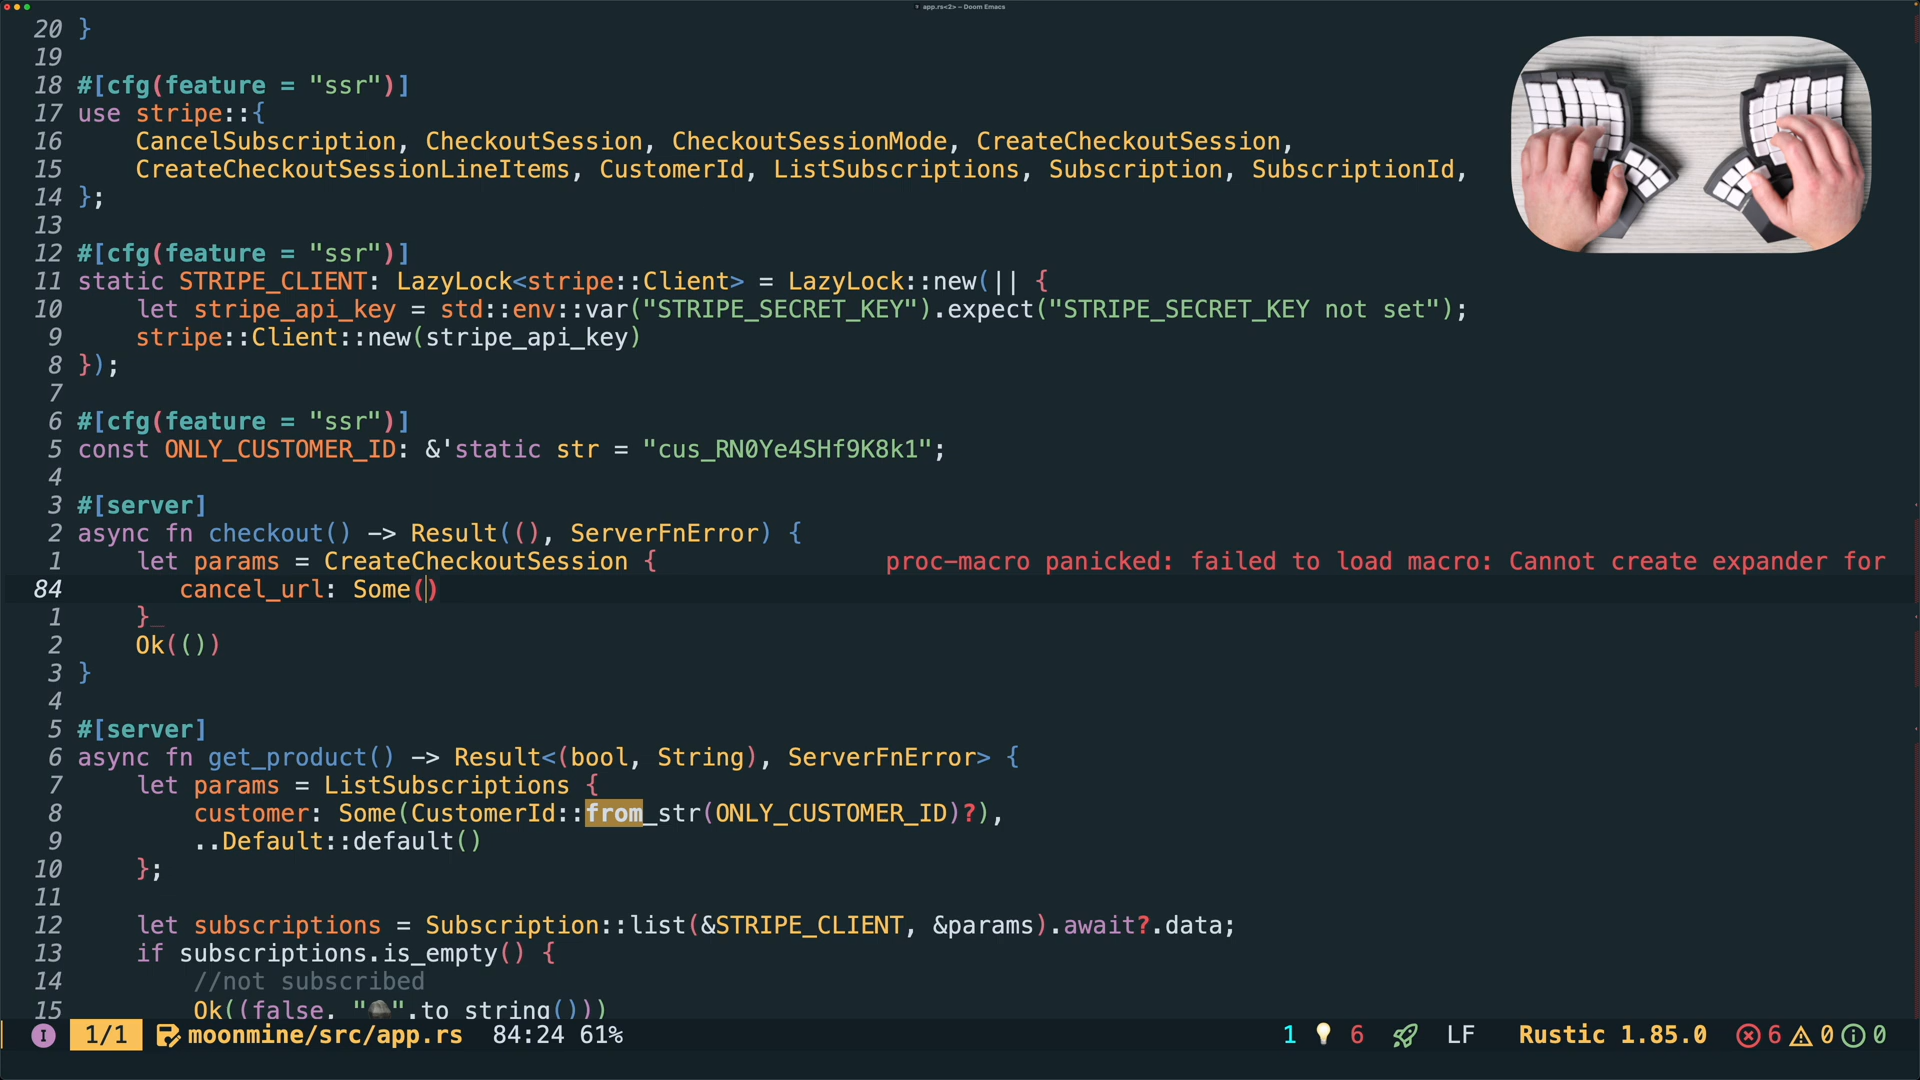 app.rs<2> – Doom Emacs
20 }
19
18 #[cfg(feature = "ssr")]
17 use stripe::{
16 CancelSubscription, CheckoutSession, CheckoutSessionMode, CreateCheckoutSession,
15 CreateCheckoutSessionLineItems, CustomerId, ListSubscriptions, Subscription, SubscriptionId,
14 };
13
12 #[cfg(feature = "ssr")]
11 static STRIPE_CLIENT: LazyLock<stripe::Client> = LazyLock::new(|| {
10 let stripe_api_key = std::env::var("STRIPE_SECRET_KEY").expect("STRIPE_SECRET_KEY not set");
9 stripe::Client::new(stripe_api_key)
8 });
7
6 #[cfg(feature = "ssr")]
5 const ONLY_CUSTOMER_ID: &'static str = "cus_RN0Ye4SHf9K8k1";
4
3 #[server]
2 async fn checkout() -> Result((), ServerFnError) {
1 let params = CreateCheckoutSession { proc-macro panicked: failed to load macro: Cannot create expander for
84 cancel_url: Some()
1 }_
2 Ok(())
3 }
4
5 #[server]
6 async fn get_product() -> Result<(bool, String), ServerFnError> {
7 let params = ListSubscriptions {
8 customer: Some(CustomerId::from_str(ONLY_CUSTOMER_ID)?),
9 ..Default::default()
10 };
11
12 let subscriptions = Subscription::list(&STRIPE_CLIENT, &params).await?.data;
13 if subscriptions.is_empty() {
14 //not subscribed
15 Ok((false, "🪨".to_string()))
I 1/1 moonmine/src/app.rs 84:24 61% 1 6 LF Rustic 1.85.0 6 0 0